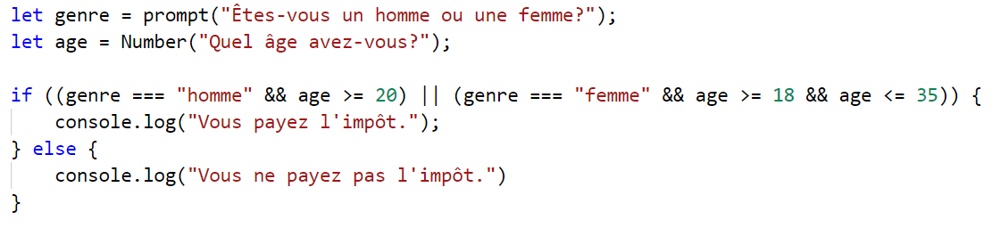 let genre = prompt("Êtes-vous un homme ou une femme?");
let age = Number("Quel âge avez-vous?");
if ((genre === "homme" && age >= 20) || (genre === "femme" && age >= 18 && age <= 35)) {
    console.log("Vous payez l'impôt.");
} else {
    console.log("Vous ne payez pas l'impôt.")
}